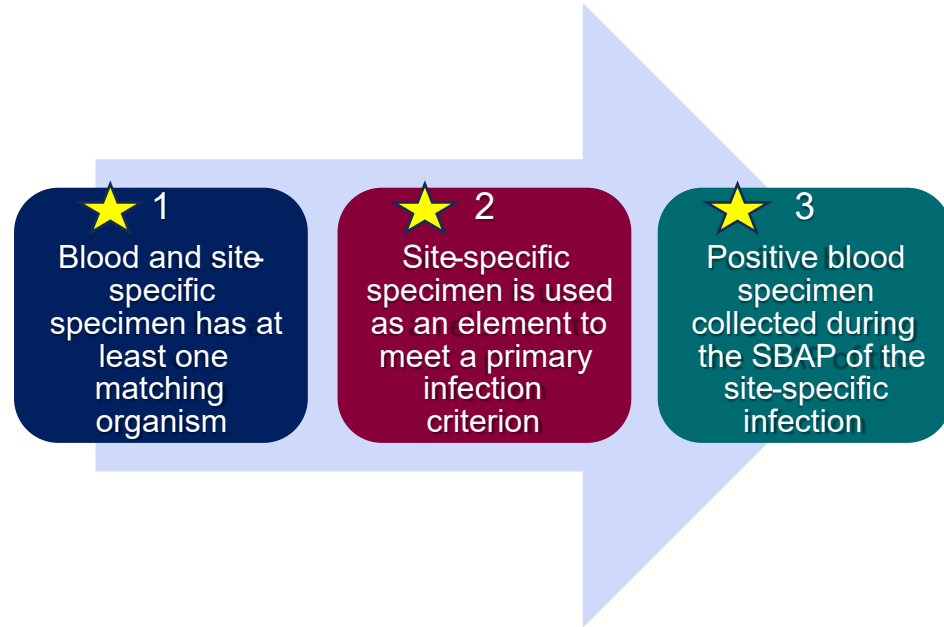 1
Blood and site-
specific
specimen has at
least one
matching
organism
2
Site-specific
specimen is used
as an element to
meet a primary
infection
criterion
3
Positive blood
specimen
collected during
the SBAP of the
site-specific
infection